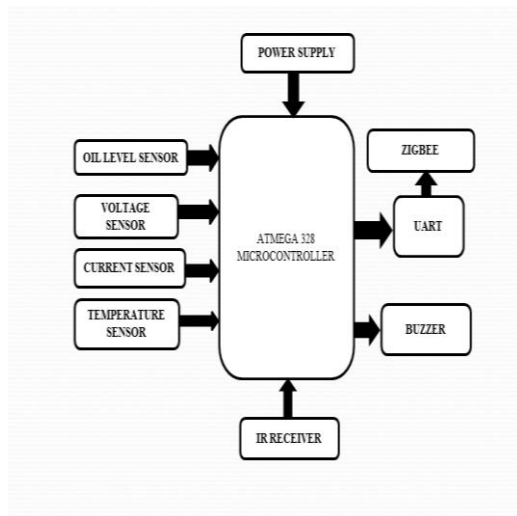 POWER SUPPLY
OIL LEVEL SENSOR
ZIGBEE
VOLTAGE
SENSOR
UART
ATMEGA 328
MICROCONTROLLER
CURRENT SENSOR
TEMPERATURE
SENSOR
BUZZER
IR RECEIVER